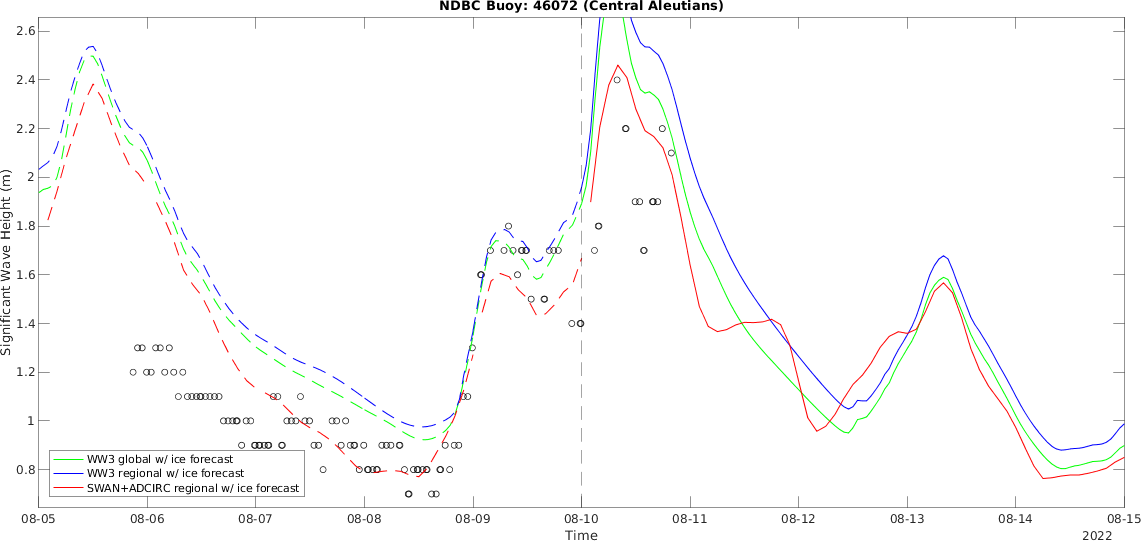 NDBC Buoy: 46072 (Central Aleutians)
Significant Wave Height (m)
2.6
2.4
2.2
2
1.8
1.6
1.4
1.2
1
0.8
WW3 global w/ ice forecast
WW3 regional w/ ice forecast
SWAN+ADCIRC regional w/ ice forecast
08-05 08-06 08-07 08-08 08-09 08-10 08-11 08-12 08-13 08-14 08-15
Time
2022